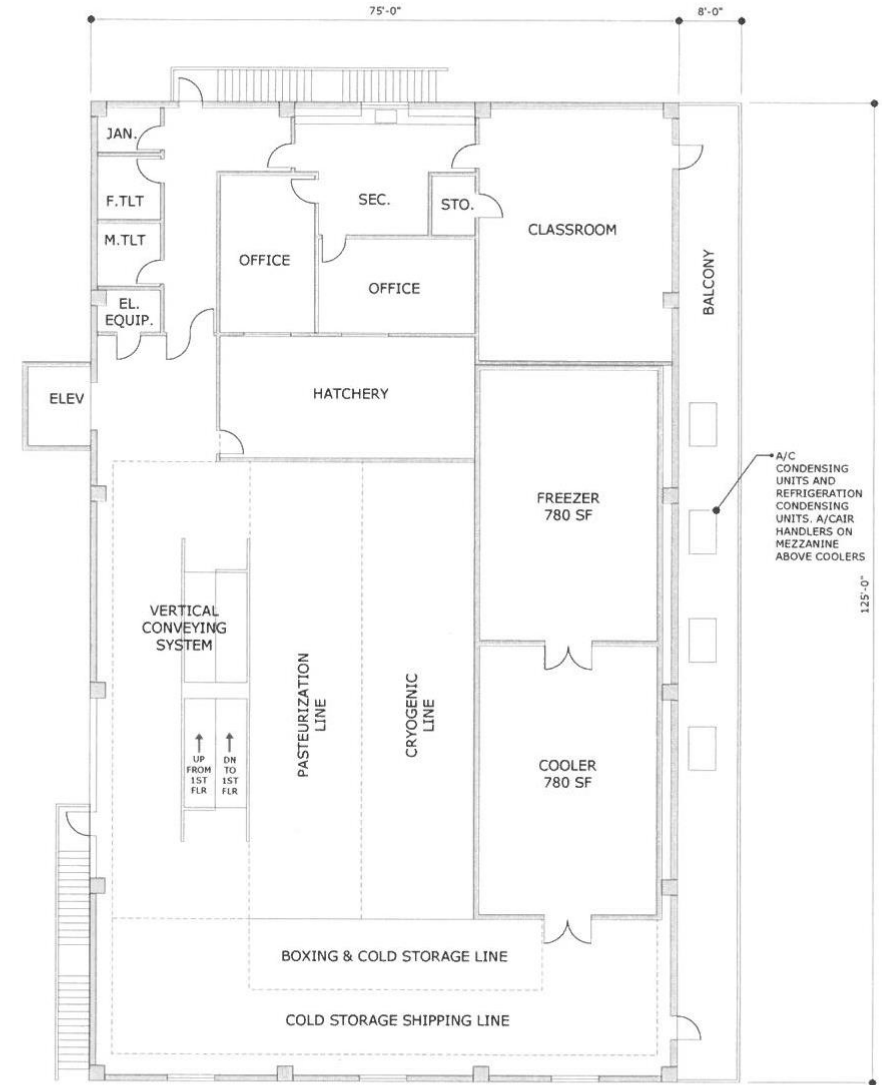 75'-0"
8'-0"
JAN.
F.TLT
M.TLT
EL.
EQUIP.
ELEV
OFFICE
SEC.
STO.
OFFICE
CLASSROOM
BALCONY
HATCHERY
FREEZER
780 SF
A/C
CONDENSING
UNITS AND
REFRIGERATION
CONDENSING
UNITS. A/CAIR
HANDLERS ON
MEZZANINE
ABOVE COOLERS
125'-0"
VERTICAL
CONVEYING
SYSTEM
UP
FROM
1ST
FLR
DN
TO
1ST
FLR
PASTEURIZATION
LINE
CRYOGENIC
LINE
COOLER
780 SF
BOXING & COLD STORAGE LINE
COLD STORAGE SHIPPING LINE